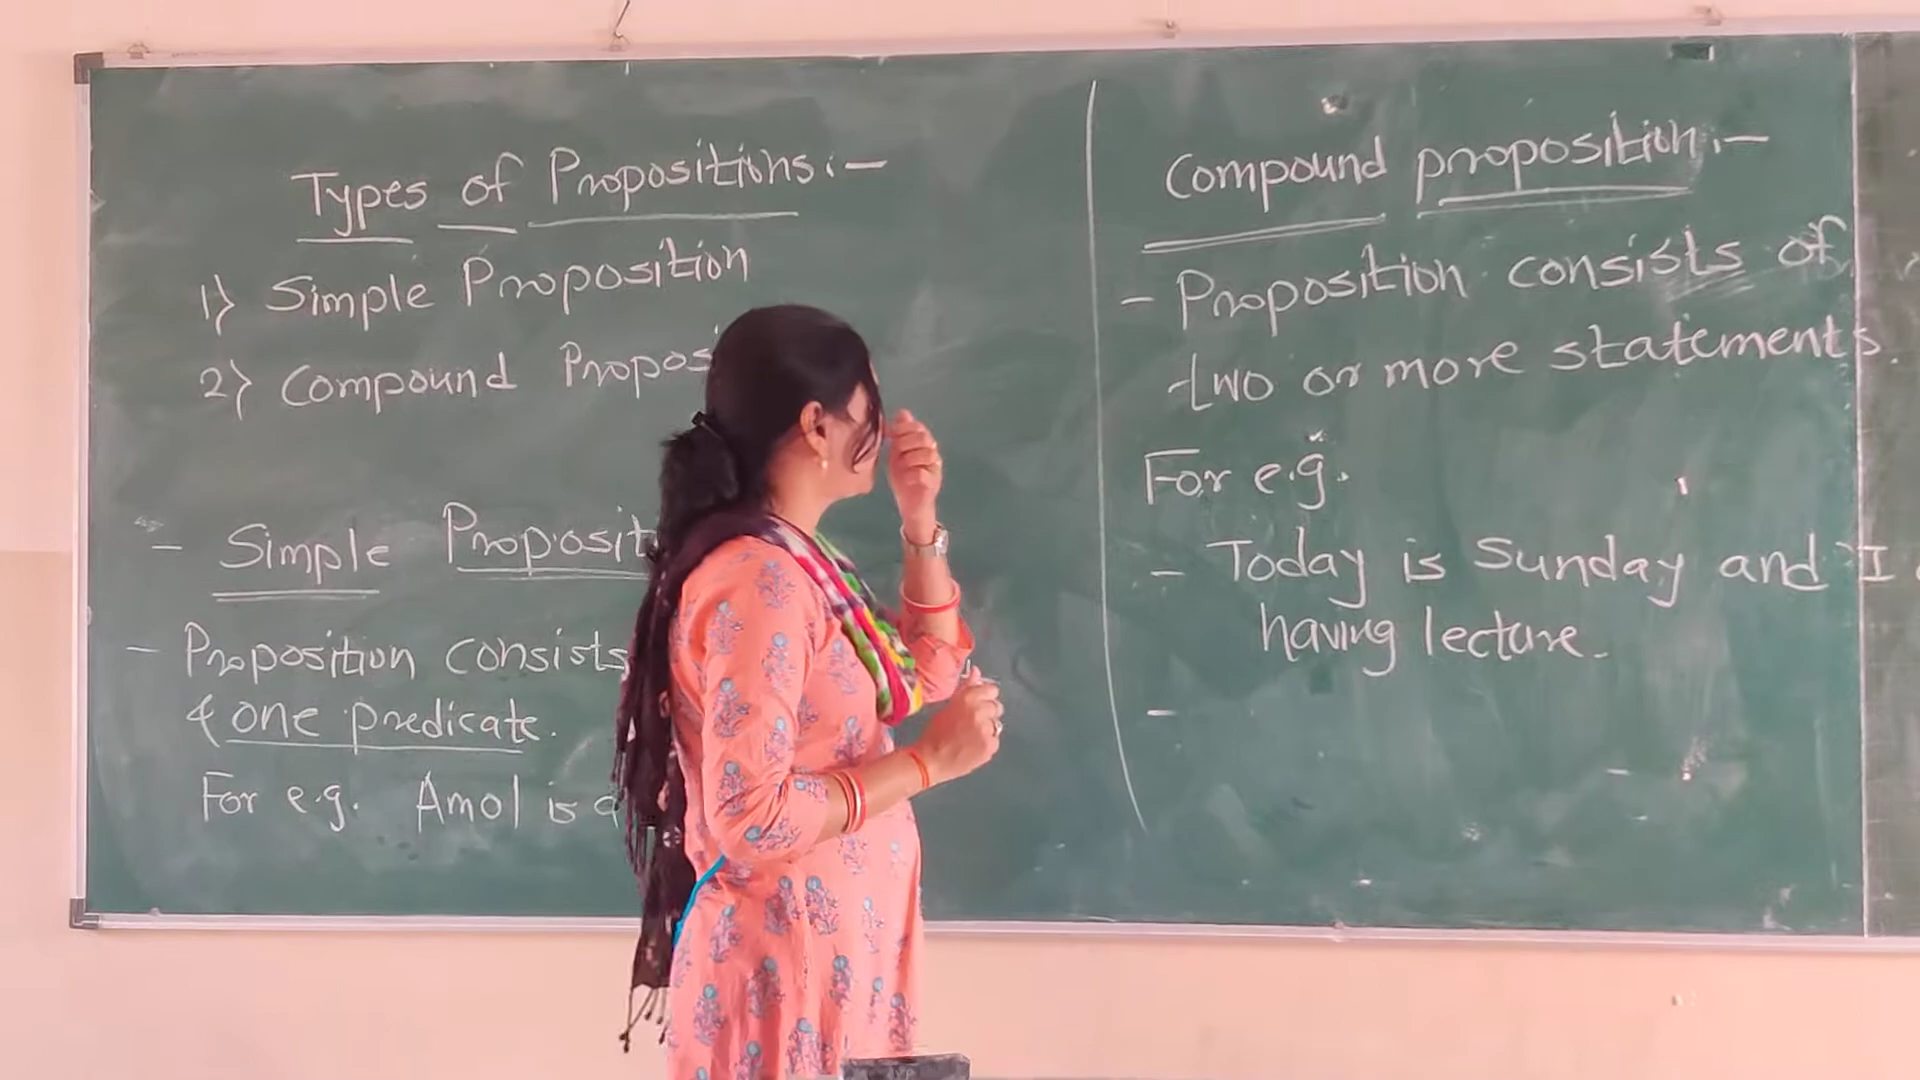 Types of Propositions:-
1) Simple Proposition
2) Compound Propos
- Simple Proposit
- Proposition consists
& one predicate.
For e.g. Amol is a
Compound proposition:-
- Proposition consists of
two or more statements.
For e.g.
- Today is Sunday and I
having lecture.
-